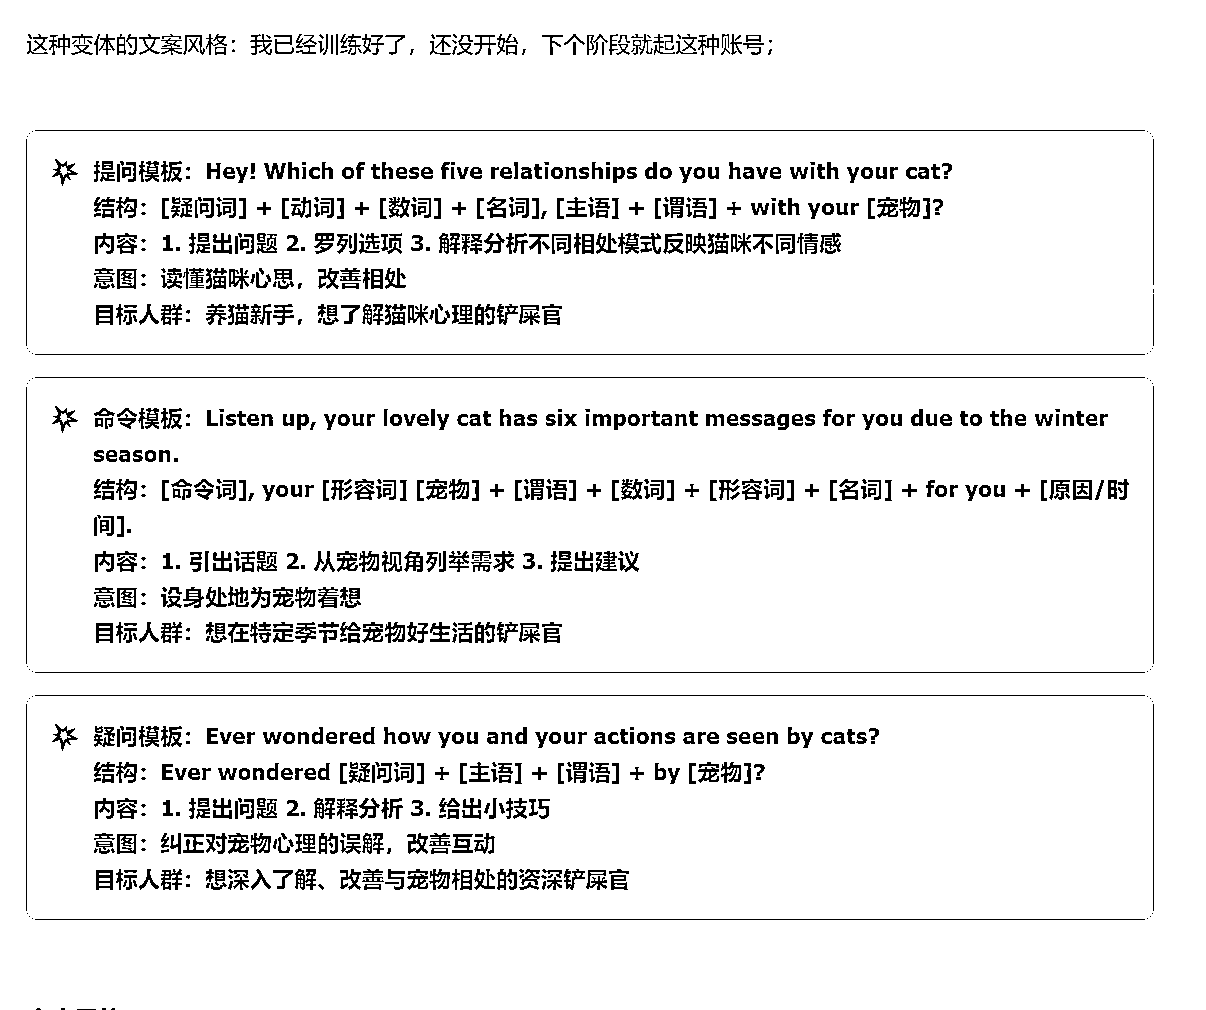 这种变体的文案风格：我已经训练好了，还没开始，下个阶段就起这种账号；
提问模板：Hey! Which of these five relationships do you have with your cat?
结构：[疑问词] + [动词] + [数词] + [名词], [主语] + [谓语] + with your [宠物]?
内容：1. 提出问题 2. 罗列选项 3. 解释分析不同相处模式反映猫咪不同情感
意图：读懂猫咪心思，改善相处
目标人群：养猫新手，想了解猫咪心理的铲屎官
命令模板：Listen up, your lovely cat has six important messages for you due to the winter
season.
结构：[命令词], your [形容词] [宠物] + [谓语] + [数词] + [形容词] + [名词] + for you + [原因/时
间].
内容：1. 引出话题 2. 从宠物视角列举需求 3. 提出建议
意图：设身处地为宠物着想
目标人群：想在特定季节给宠物好生活的铲屎官
疑问模板：Ever wondered how you and your actions are seen by cats?
结构：Ever wondered [疑问词] + [主语] + [谓语] + by [宠物]?
内容：1. 提出问题 2. 解释分析 3. 给出小技巧
意图：纠正对宠物心理的误解，改善互动
目标人群：想深入了解、改善与宠物相处的资深铲屎官